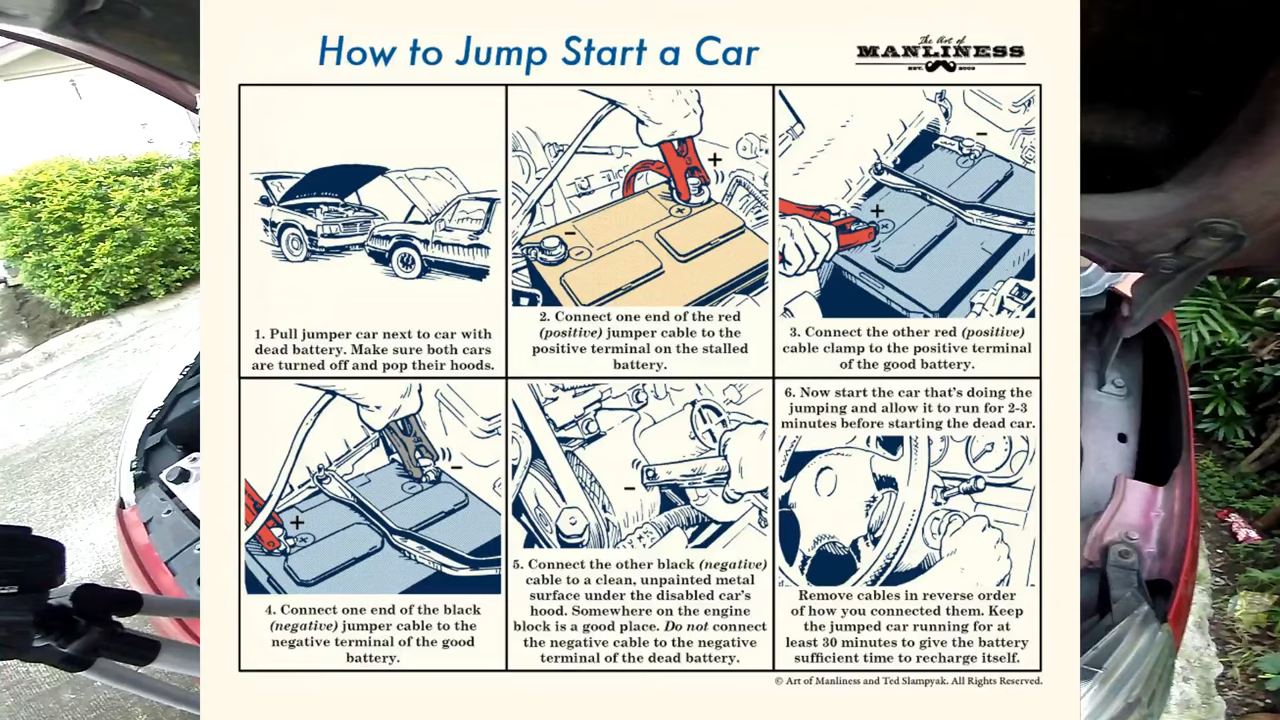 How to Jump Start a Car
The Art of
MANLINESS
EST. 2008
1. Pull jumper car next to car with
dead battery. Make sure both cars
are turned off and pop their hoods.
+
−
2. Connect one end of the red
(positive) jumper cable to the
positive terminal on the stalled
battery.
−
+
3. Connect the other red (positive)
cable clamp to the positive terminal
of the good battery.
−
+
4. Connect one end of the black
(negative) jumper cable to the
negative terminal of the good
battery.
−
5. Connect the other black (negative)
cable to a clean, unpainted metal
surface under the disabled car's
hood. Somewhere on the engine
block is a good place. Do not connect
the negative cable to the negative
terminal of the dead battery.
6. Now start the car that's doing the
jumping and allow it to run for 2-3
minutes before starting the dead car.
Remove cables in reverse order
of how you connected them. Keep
the jumped car running for at
least 30 minutes to give the battery
sufficient time to recharge itself.
© Art of Manliness and Ted Slampyak. All Rights Reserved.